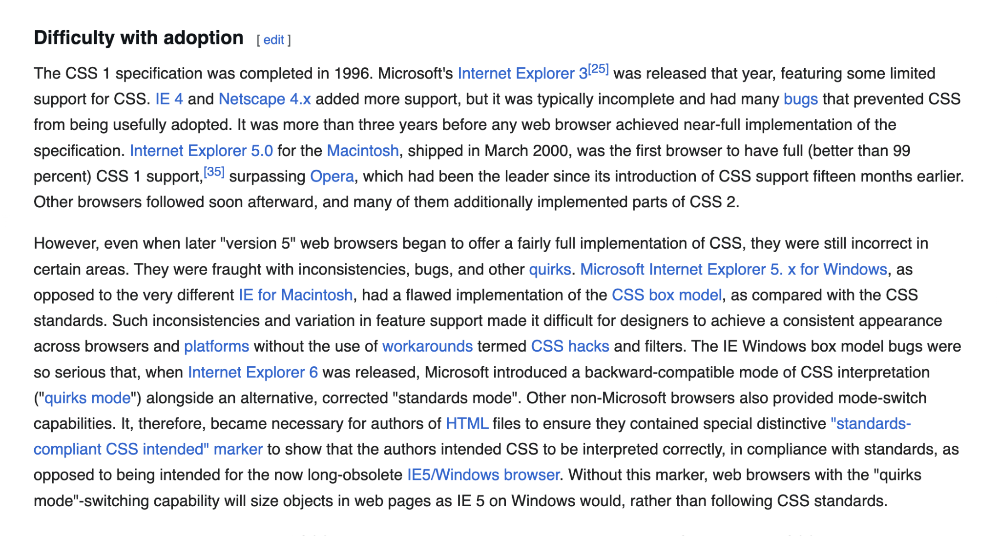 Difficulty with adoption [ edit ]
The CSS 1 specification was completed in 1996. Microsoft's Internet Explorer 3[25] was released that year, featuring some limited
support for CSS. IE 4 and Netscape 4.x added more support, but it was typically incomplete and had many bugs that prevented CSS
from being usefully adopted. It was more than three years before any web browser achieved near-full implementation of the
specification. Internet Explorer 5.0 for the Macintosh, shipped in March 2000, was the first browser to have full (better than 99
percent) CSS 1 support,[35] surpassing Opera, which had been the leader since its introduction of CSS support fifteen months earlier.
Other browsers followed soon afterward, and many of them additionally implemented parts of CSS 2.
However, even when later "version 5" web browsers began to offer a fairly full implementation of CSS, they were still incorrect in
certain areas. They were fraught with inconsistencies, bugs, and other quirks. Microsoft Internet Explorer 5. x for Windows, as
opposed to the very different IE for Macintosh, had a flawed implementation of the CSS box model, as compared with the CSS
standards. Such inconsistencies and variation in feature support made it difficult for designers to achieve a consistent appearance
across browsers and platforms without the use of workarounds termed CSS hacks and filters. The IE Windows box model bugs were
so serious that, when Internet Explorer 6 was released, Microsoft introduced a backward-compatible mode of CSS interpretation
("quirks mode") alongside an alternative, corrected "standards mode". Other non-Microsoft browsers also provided mode-switch
capabilities. It, therefore, became necessary for authors of HTML files to ensure they contained special distinctive "standards-
compliant CSS intended" marker to show that the authors intended CSS to be interpreted correctly, in compliance with standards, as
opposed to being intended for the now long-obsolete IE5/Windows browser. Without this marker, web browsers with the "quirks
mode"-switching capability will size objects in web pages as IE 5 on Windows would, rather than following CSS standards.